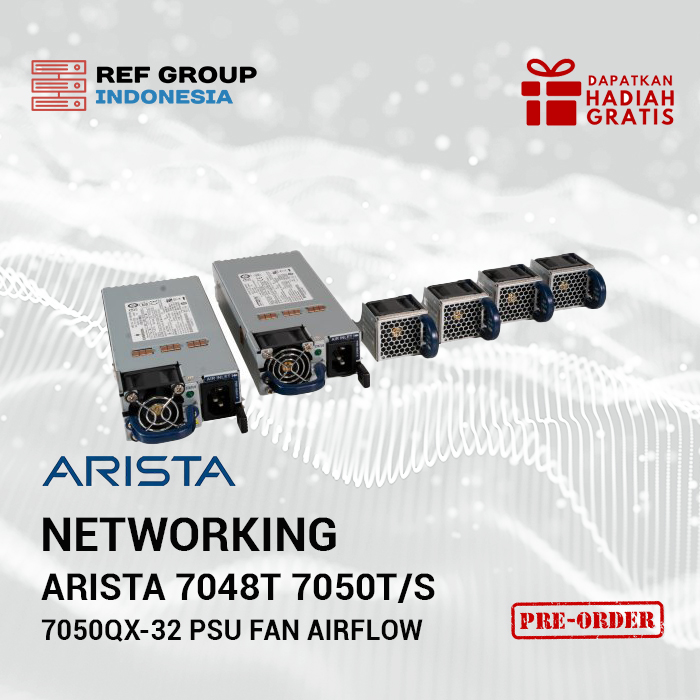 REF GROUP
INDONESIA
DAPATKAN
HADIAH
GRATIS
ARISTA
NETWORKING
ARISTA 7048T 7050T/S
7050QX-32 PSU FAN AIRFLOW
PRE-ORDER